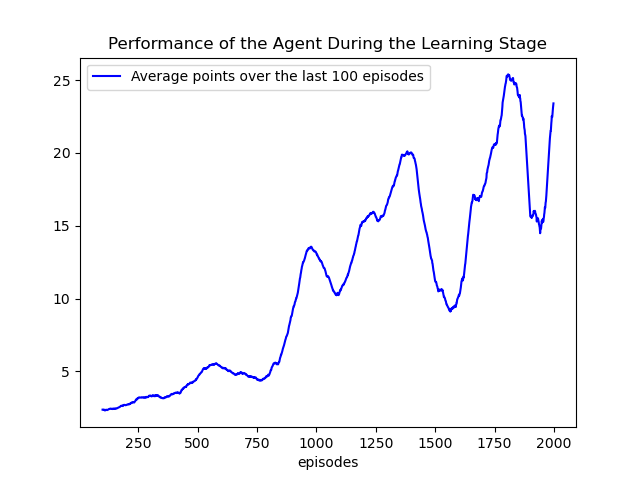 Performance of the Agent During the Learning Stage
Average points over the last 100 episodes
25
20
15
10
5
250 500 750 1000 1250 1500 1750 2000
episodes